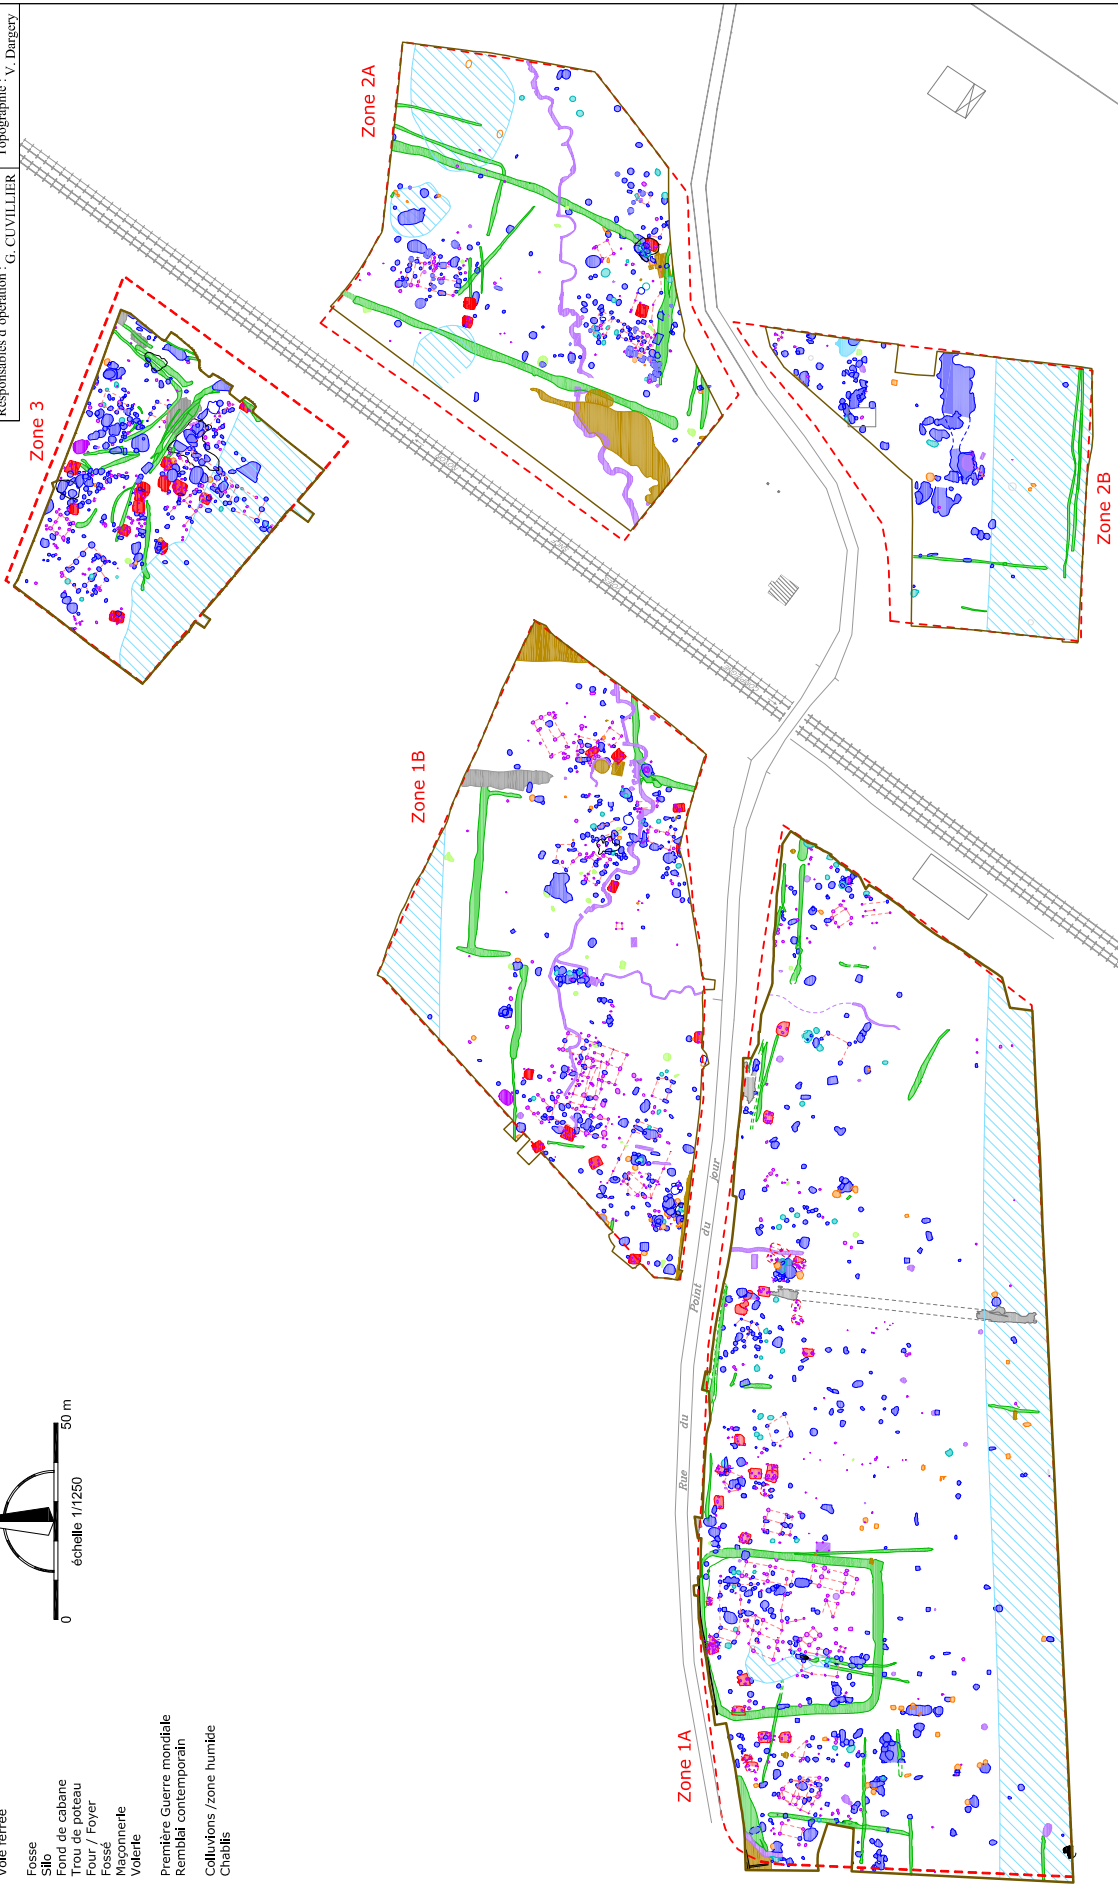 Responsables d'opération : G. CUVILLIER
Topographie : V. Dargery
Zone 3
Zone 2A
Zone 2B
Zone 1B
Zone 1A
Rue du Point du jour
0
50 m
échelle 1/1250
Voie ferrée
Fosse
Silo
Fond de cabane
Trou de poteau
Four / Foyer
Fossé
Maçonnerie
Volerie
Première Guerre mondiale
Remblai contemporain
Colluvions /zone humide
Chablis